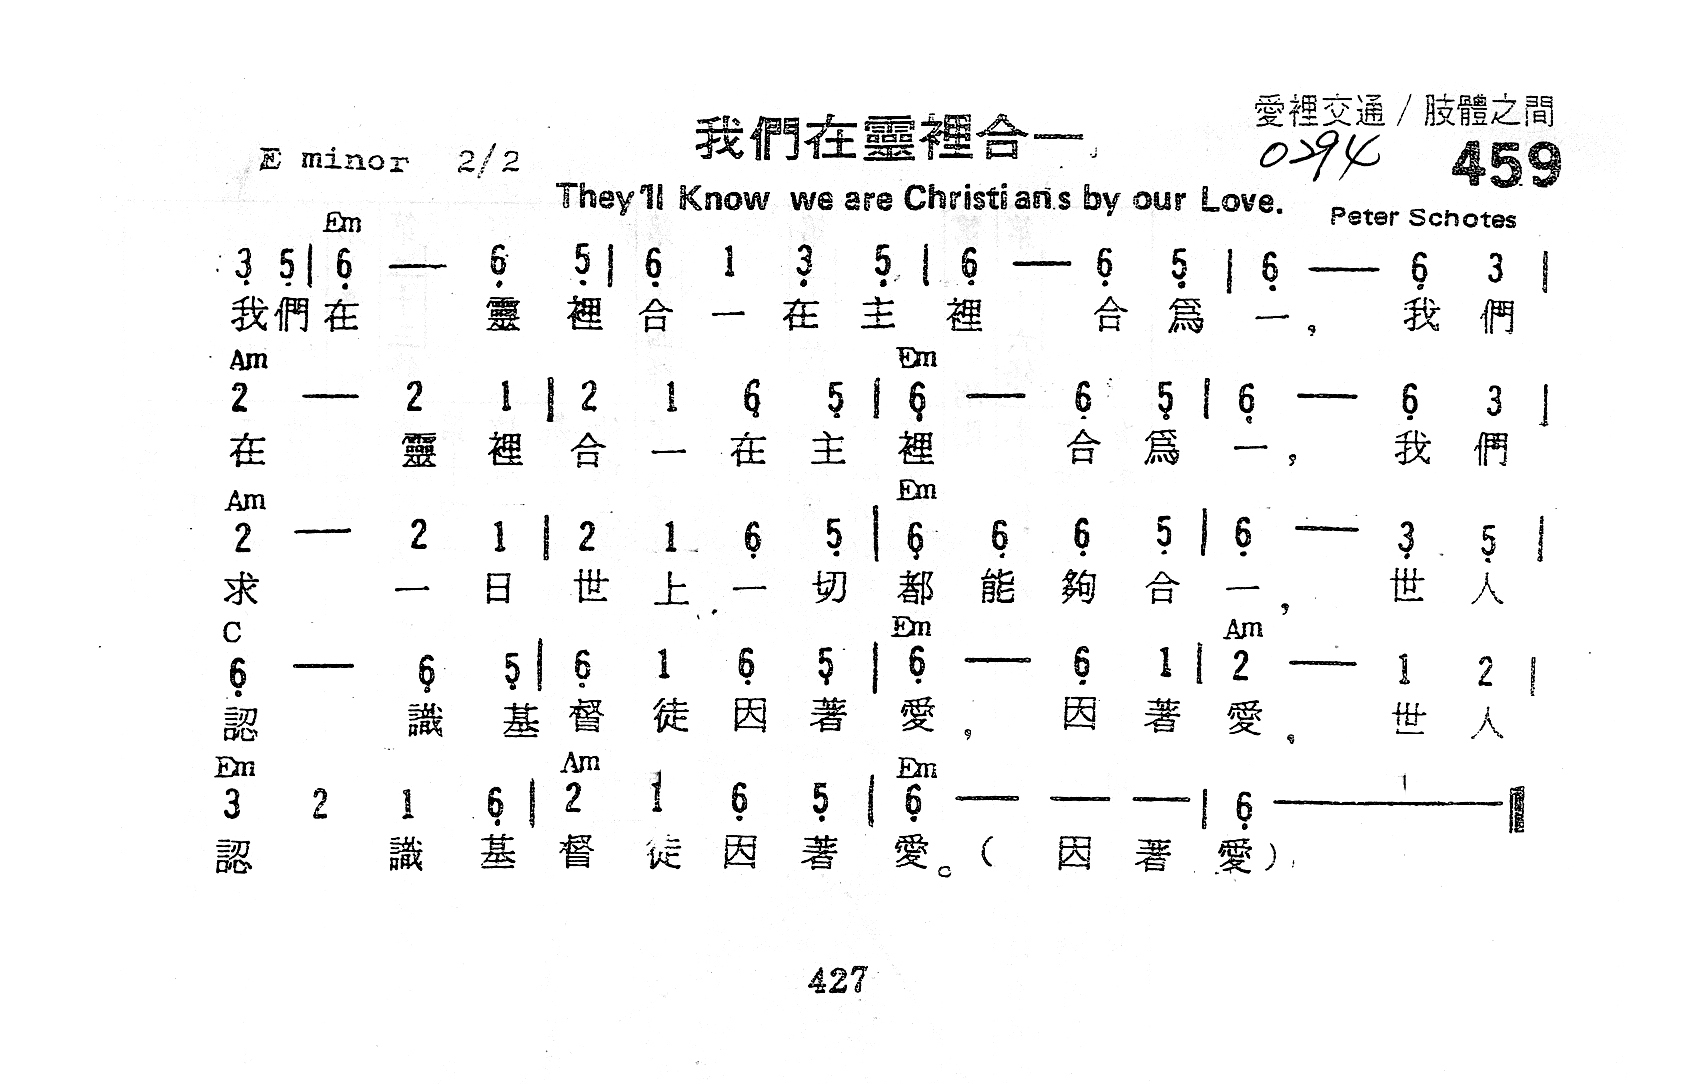 愛裡交通 / 肢體之間
我們在靈裡合一
0294 459
E minor 2/2
They'll Know we are Christians by our Love.
Peter Schotes
Em
3 5 | 6 — 6 5 | 6 1 3 5 | 6 — 6 5 | 6 — 6 3 |
我們在 靈裡合一在主裡 合爲一, 我們
Am Em
2 — 2 1 | 2 1 6 5 | 6 — 6 5 | 6 — 6 3 |
在 靈裡合一在主裡 合爲一, 我們
Am Em
2 — 2 1 | 2 1 6 5 | 6 6 6 5 | 6 — 3 5 |
求 一日世上一切都能夠合一, 世人
C Em Am
6 — 6 5 | 6 1 6 5 | 6 — 6 1 | 2 — 1 2 |
認 識基督徒因著愛, 因著愛, 世人
Em Am Em
3 2 1 6 | 2 1 6 5 | 6 — — — | 6 —
認 識基督徒因著愛。(因著愛)
427